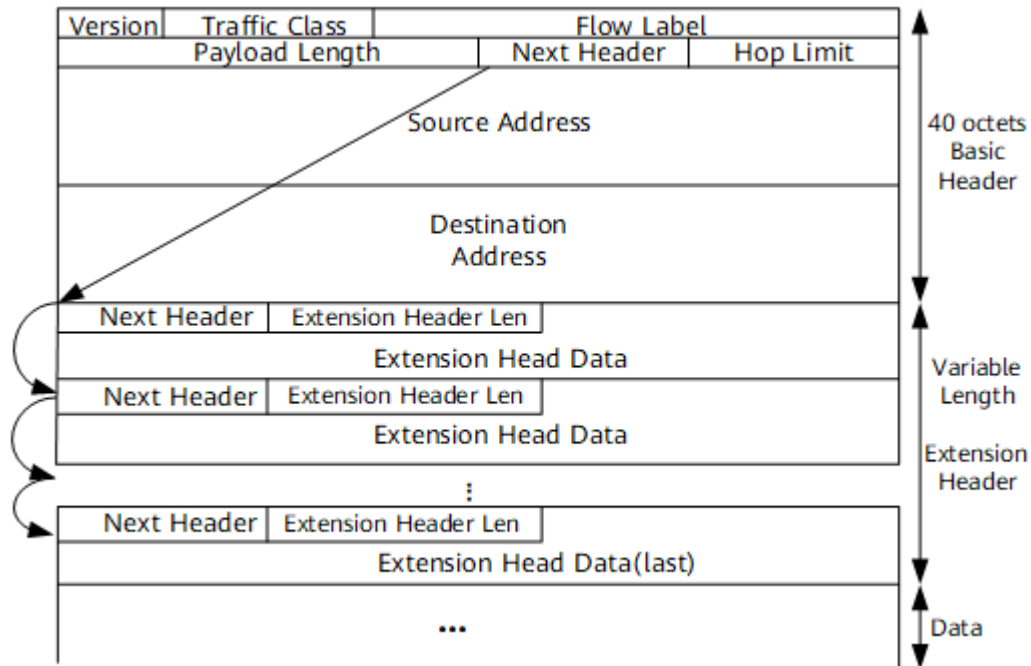 Version Traffic Class Flow Label
Payload Length Next Header Hop Limit
Source Address
40 octets
Basic
Header
Destination
Address
Next Header Extension Header Len
Extension Head Data
Next Header Extension Header Len
Extension Head Data
Variable
Length
Extension
Header
⋮
Next Header Extension Header Len
Extension Head Data(last)
...
Data